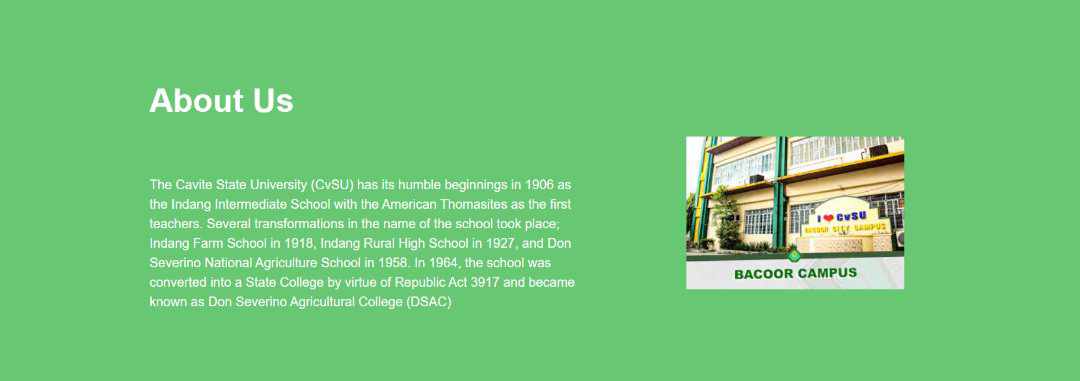 About Us
The Cavite State University (CvSU) has its humble beginnings in 1906 as
the Indang Intermediate School with the American Thomasites as the first
teachers. Several transformations in the name of the school took place;
Indang Farm School in 1918, Indang Rural High School in 1927, and Don
Severino National Agriculture School in 1958. In 1964, the school was
converted into a State College by virtue of Republic Act 3917 and became
known as Don Severino Agricultural College (DSAC)
I ❤ CvSU
BACOOR CITY CAMPUS
BACOOR CAMPUS